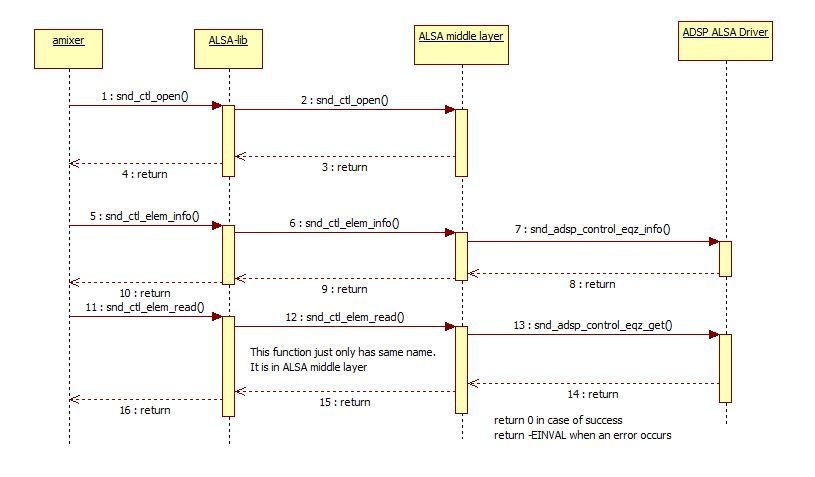 amixer
ALSA-lib
ALSA middle layer
ADSP ALSA Driver
1 : snd_ctl_open()
2 : snd_ctl_open()
3 : return
4 : return
5 : snd_ctl_elem_info()
6 : snd_ctl_elem_info()
7 : snd_adsp_control_eqz_info()
8 : return
9 : return
10 : return
11 : snd_ctl_elem_read()
12 : snd_ctl_elem_read()
13 : snd_adsp_control_eqz_get()
This function just only has same name.
It is in ALSA middle layer
14 : return
15 : return
16 : return
return 0 in case of success
return -EINVAL when an error occurs